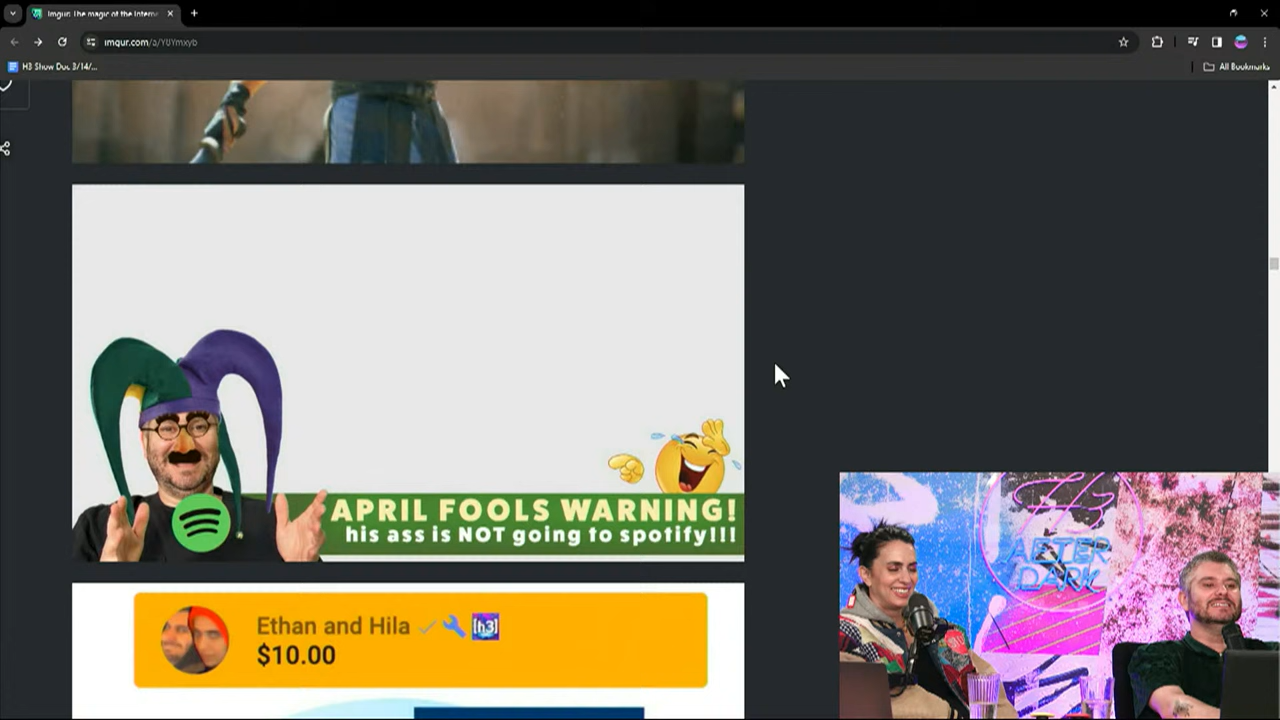 Imgur: The magic of the Interne
imgur.com/a/Y0Ymxyb
H3 Show Doc 3/14/...
All Bookmarks
APRIL FOOLS WARNING!
his ass is NOT going to spotify!!!
Ethan and Hila [h3]
$10.00
H3
AFTER
DARK